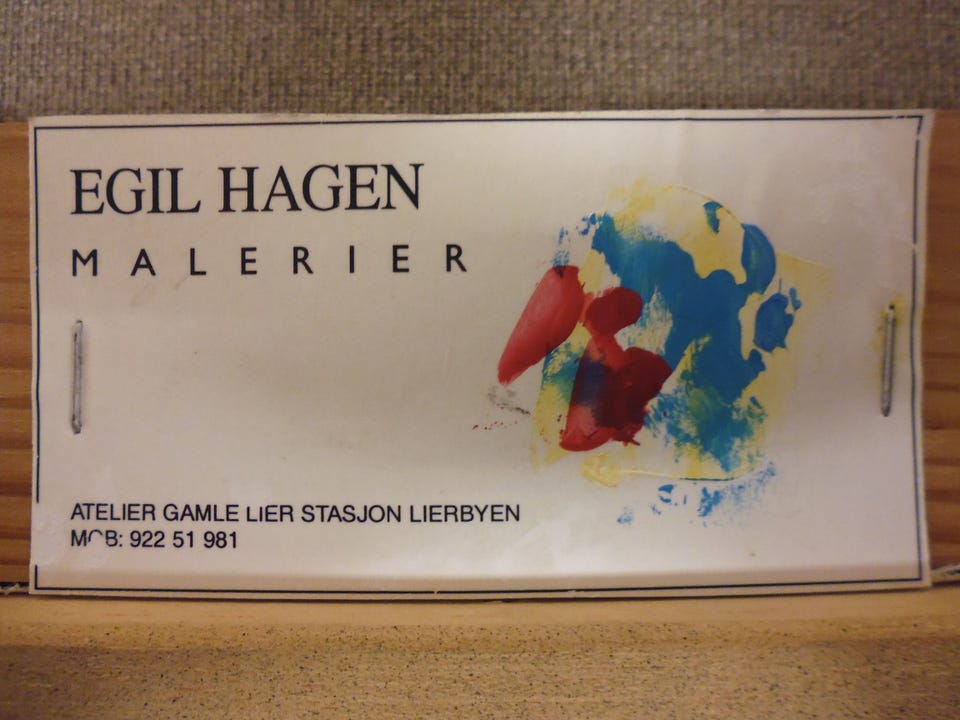 EGIL HAGEN
MALERIER
ATELIER GAMLE LIER STASJON LIERBYEN
MOB: 922 51 981